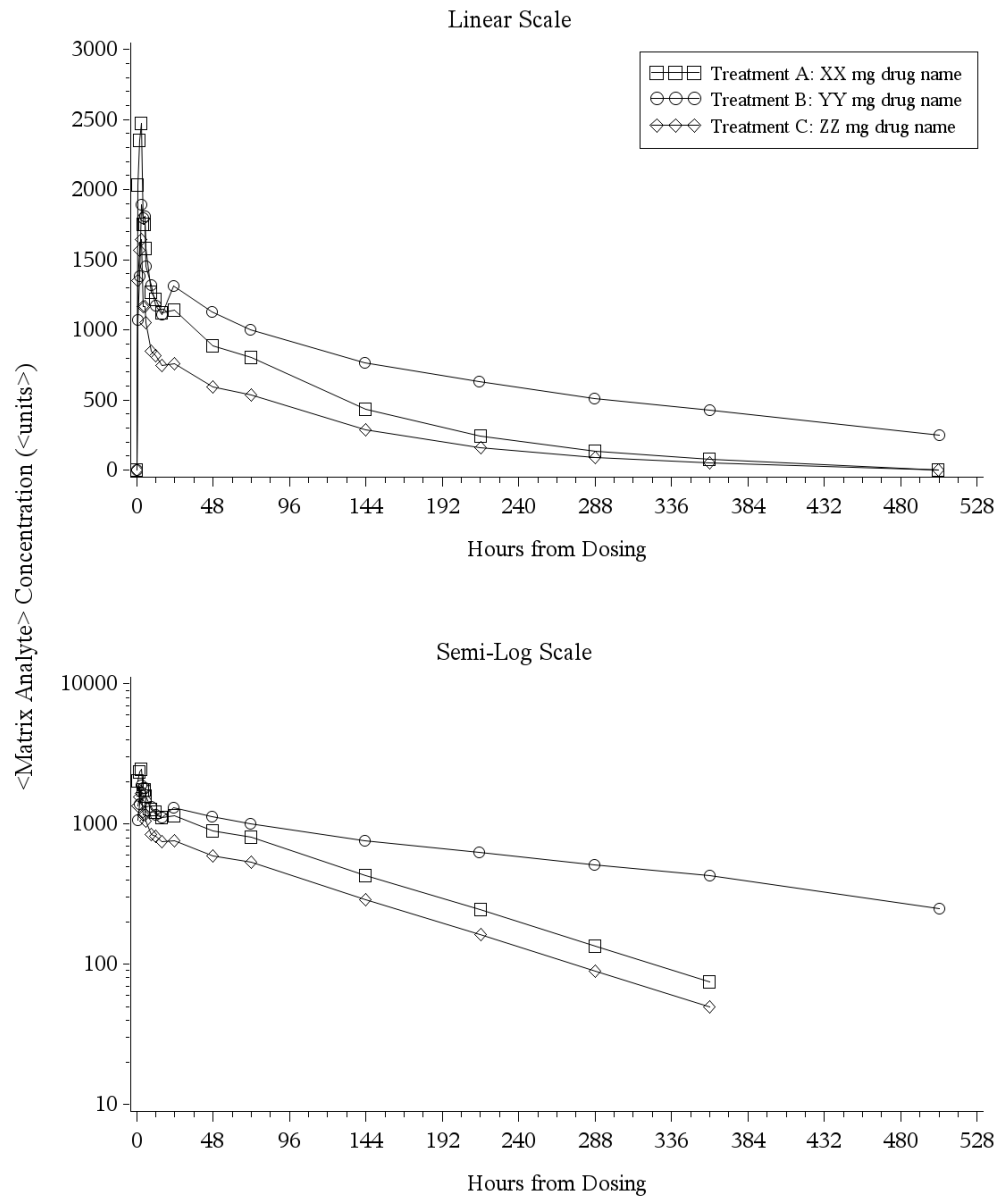 Linear Scale
3000
2500
2000
1500
1000
500
0
Treatment A: XX mg drug name
Treatment B: YY mg drug name
Treatment C: ZZ mg drug name
0 48 96 144 192 240 288 336 384 432 480 528
Hours from Dosing
<Matrix Analyte> Concentration (<units>)
Semi-Log Scale
10000
1000
100
10
0 48 96 144 192 240 288 336 384 432 480 528
Hours from Dosing